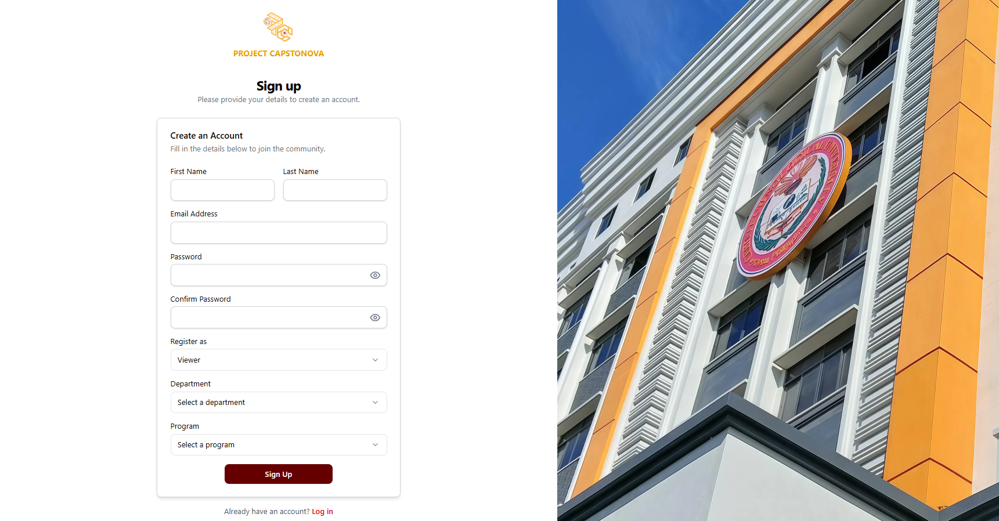 PROJECT CAPSTONOVA
Sign up
Please provide your details to create an account.
Create an Account
Fill in the details below to join the community.
First Name
Last Name
Email Address
Password
Confirm Password
Register as
Viewer
Department
Select a department
Program
Select a program
Sign Up
Already have an account? Log in